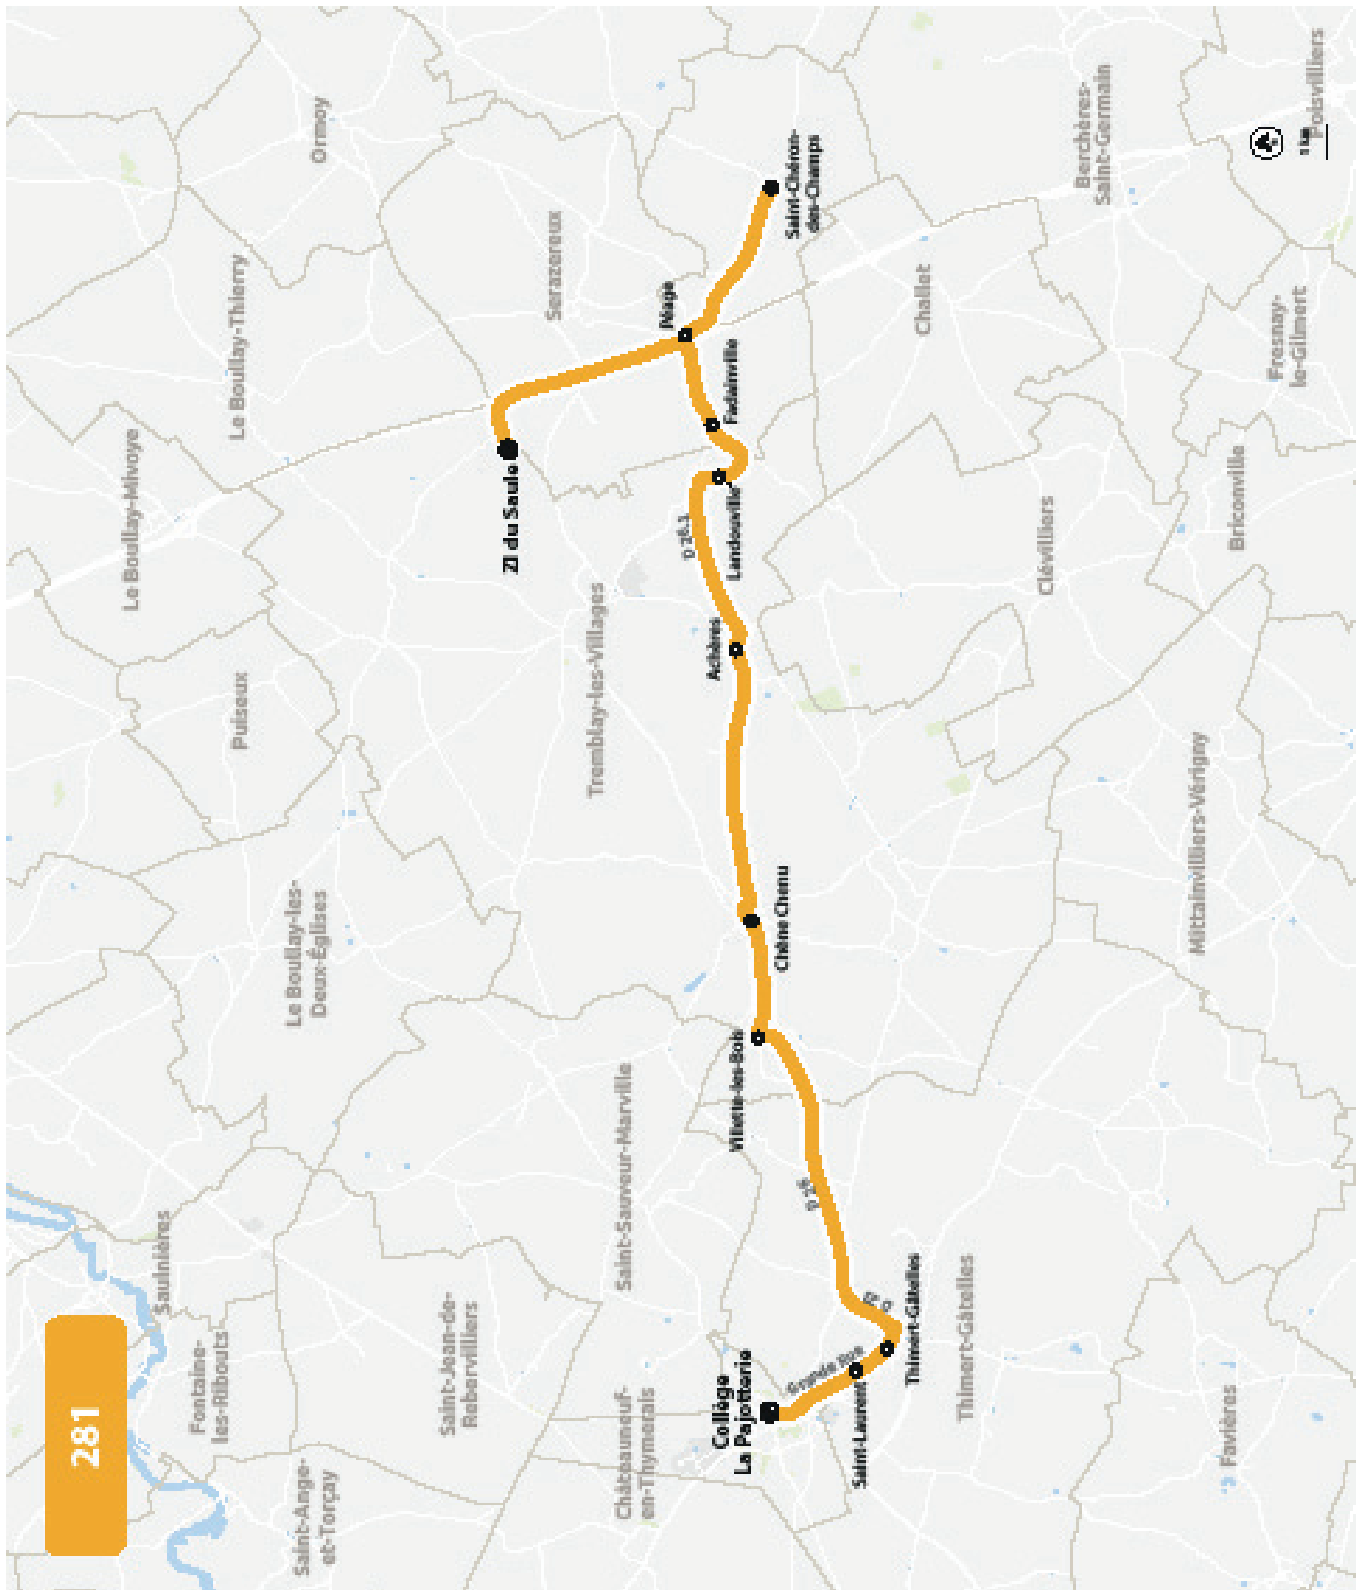 281
Saulnières
Fontaine-
les-Ribouts
Saint-Ange-
et-Torçay
Saint-Jean-de-
Rebervilliers
Châteauneuf-
en-Thymerais
Saint-Sauveur-Marville
Le Boullay-les-
Deux-Églises
Puiseux
Le Boullay-Mivoye
Le Boullay-Thierry
Ormoy
Serazereux
Tremblay-les-Villages
Collège
La Pajotterie
Grande Rue
Saint-Laurent
Thimert-Gâtelles
Thimert-Gâtelles
D 26
Villette-les-Bois
Chêne Chenu
Achères
D 26.1
Landouville
Fadainville
Péage
ZI du Saule
Saint-Chéron-
des-Champs
Favières
Mittainvilliers-Vérigny
Clévilliers
Briconville
Challet
Fresnay-
le-Gilmert
Berchères-
Saint-Germain
Poisvilliers
1 km